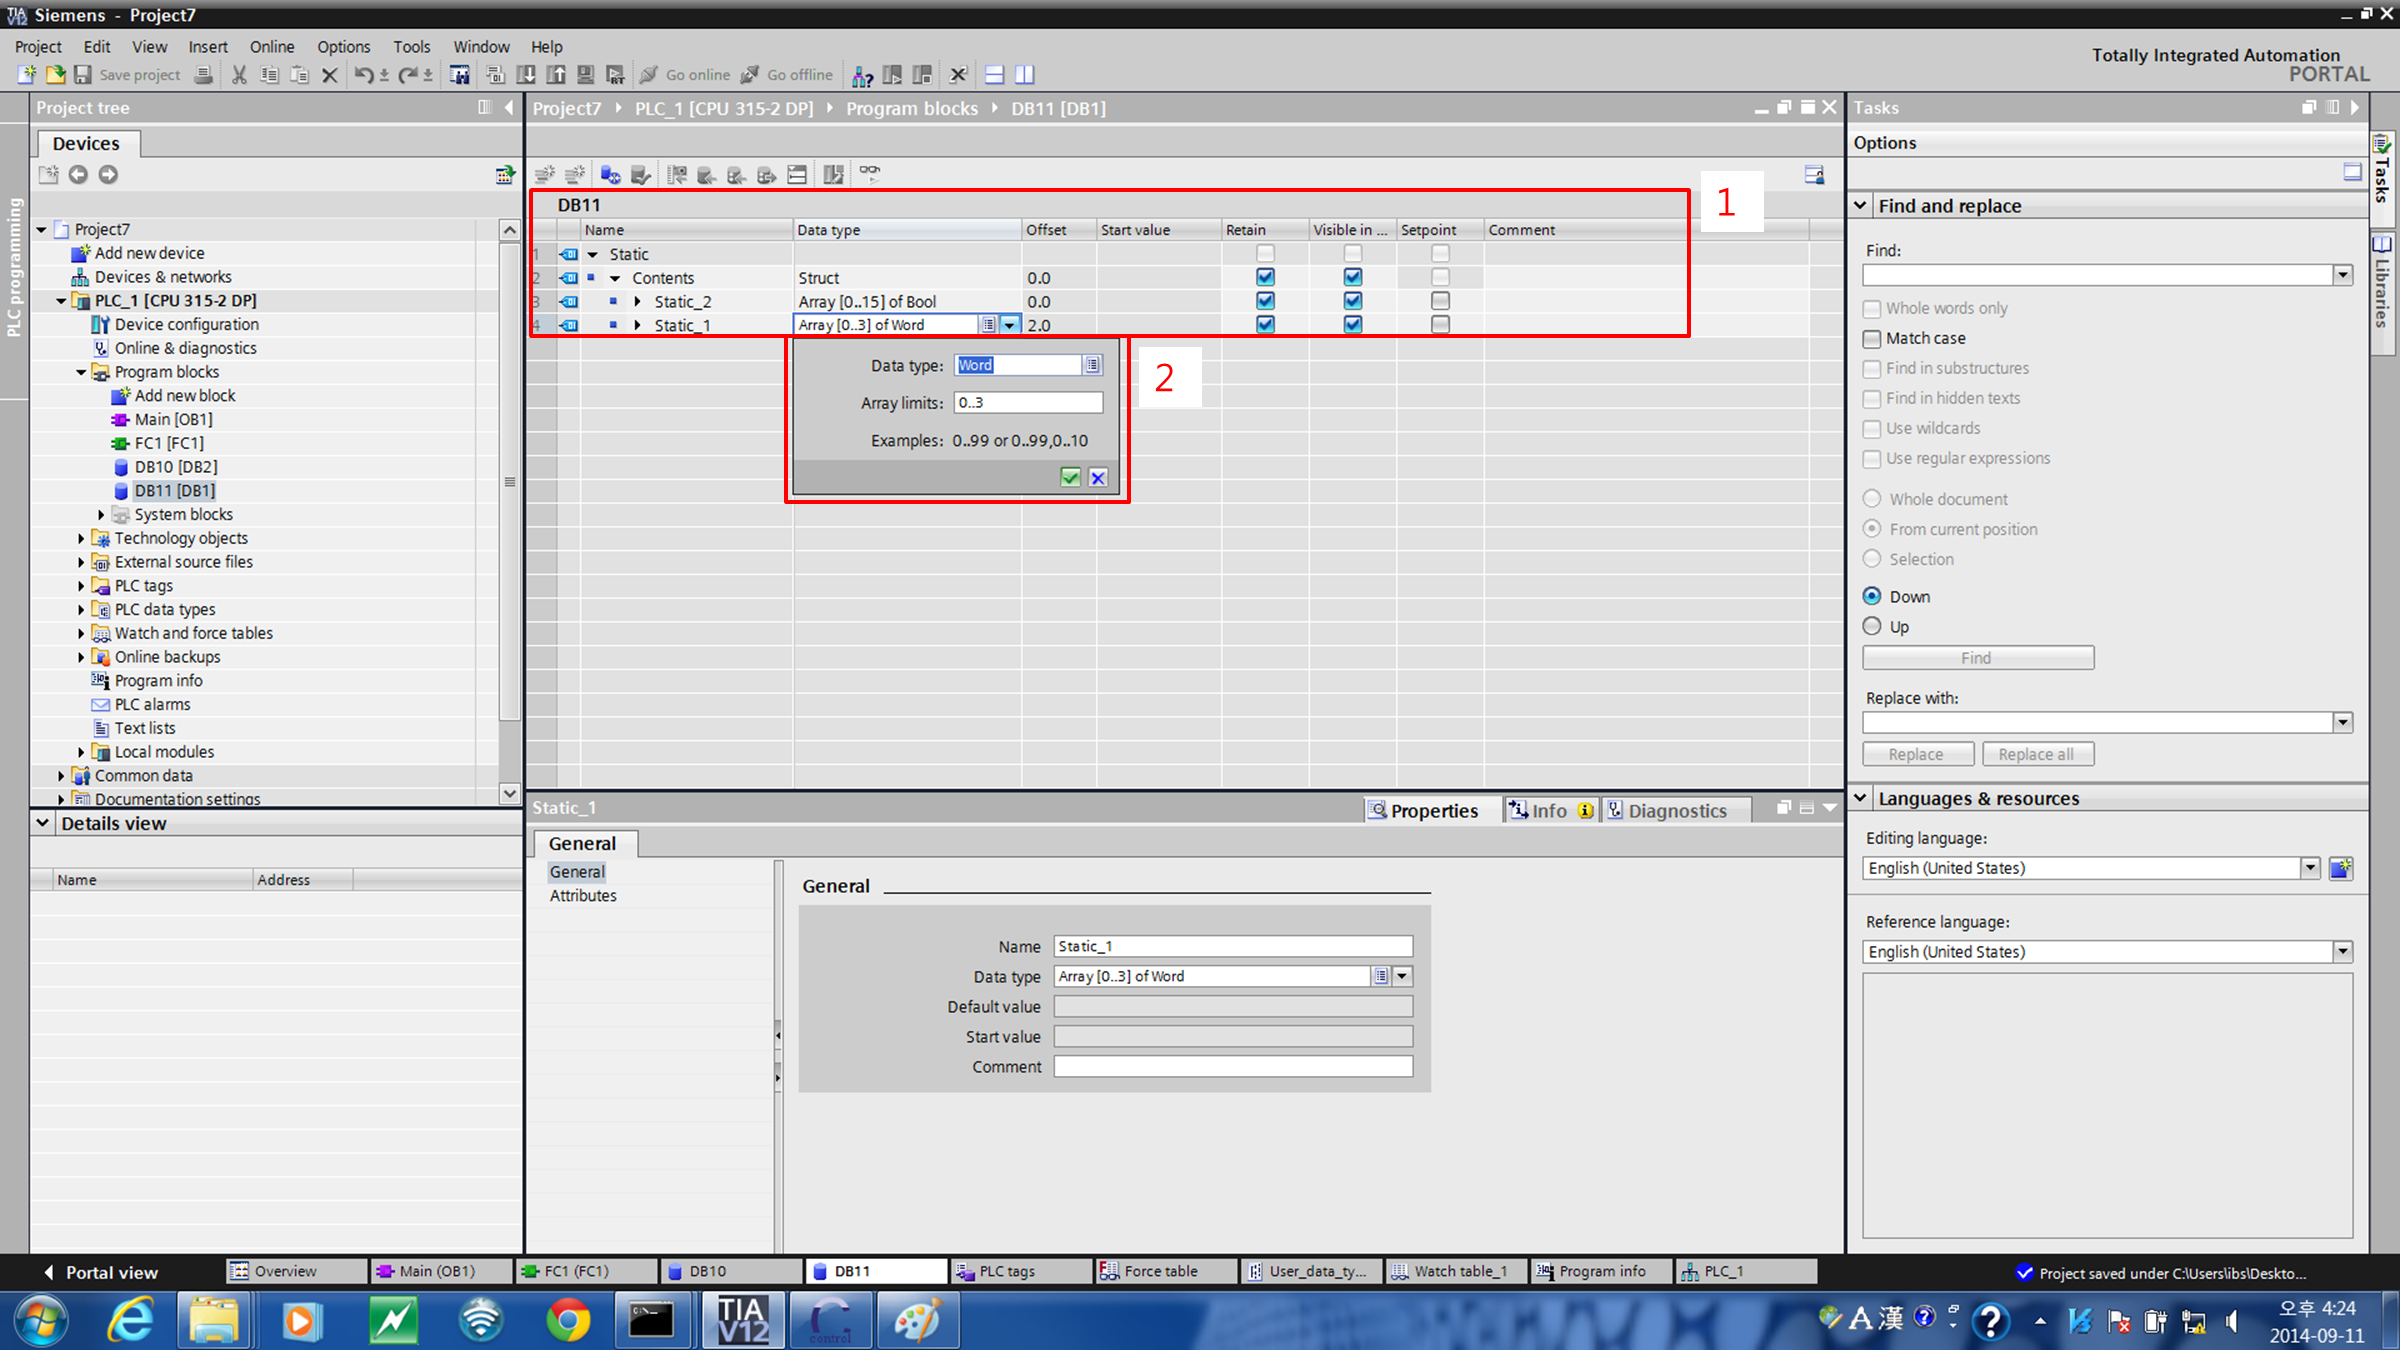 Siemens - Project7
Project Edit View Insert Online Options Tools Window Help
Totally Integrated Automation
PORTAL
Save project
Go online
Go offline
Project tree
Project7 PLC_1 [CPU 315-2 DP] Program blocks DB11 [DB1]
Tasks
Devices
Options
PLC programming
Project7
Add new device
Devices & networks
PLC_1 [CPU 315-2 DP]
Device configuration
Online & diagnostics
Program blocks
Add new block
Main [OB1]
FC1 [FC1]
DB10 [DB2]
DB11 [DB1]
System blocks
Technology objects
External source files
PLC tags
PLC data types
Watch and force tables
Online backups
Program info
PLC alarms
Text lists
Local modules
Common data
Documentation settings
Details view
Name Address
DB11
1
Name Data type Offset Start value Retain Visible in ... Setpoint Comment
1 Static
2 Contents Struct 0.0
3 Static_2 Array [0..15] of Bool 0.0
4 Static_1 Array [0..3] of Word 2.0
Data type: Word
2
Array limits: 0..3
Examples: 0..99 or 0..99,0..10
Static_1
Properties Info Diagnostics
General
General
Attributes
General
Name Static_1
Data type Array [0..3] of Word
Default value
Start value
Comment
Find and replace
Find:
Whole words only
Match case
Find in substructures
Find in hidden texts
Use wildcards
Use regular expressions
Whole document
From current position
Selection
Down
Up
Find
Replace with:
Replace Replace all
Languages & resources
Editing language:
English (United States)
Reference language:
English (United States)
Tasks
Libraries
Portal view Overview Main (OB1) FC1 (FC1) DB10 DB11 PLC tags Force table User_data_ty... Watch table_1 Program info PLC_1
Project saved under C:\Users\ibs\Deskto...
TIA
V12
control
A 漢
오후 4:24
2014-09-11